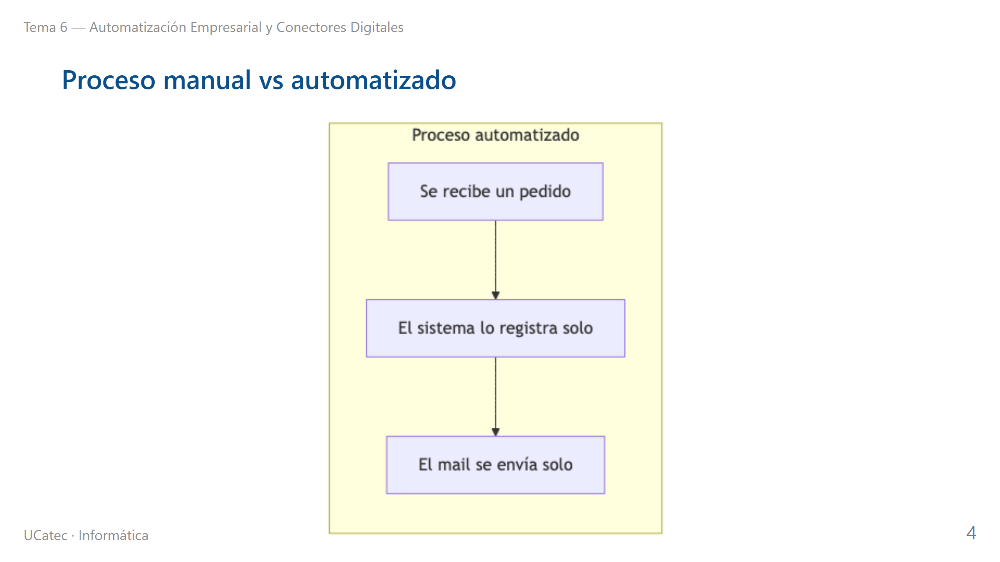 Tema 6 — Automatización Empresarial y Conectores Digitales
Proceso manual vs automatizado
Proceso automatizado
Se recibe un pedido
El sistema lo registra solo
El mail se envía solo
UCatec · Informática
4